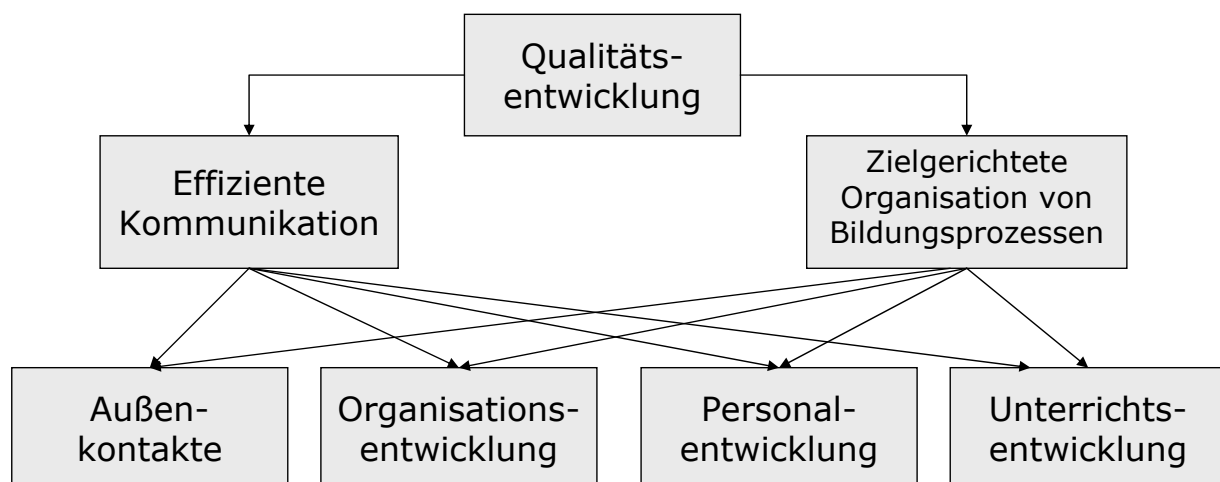 Qualitäts-
entwicklung
Effiziente
Kommunikation
Zielgerichtete
Organisation von
Bildungsprozessen
Außen-
kontakte
Organisations-
entwicklung
Personal-
entwicklung
Unterrichts-
entwicklung